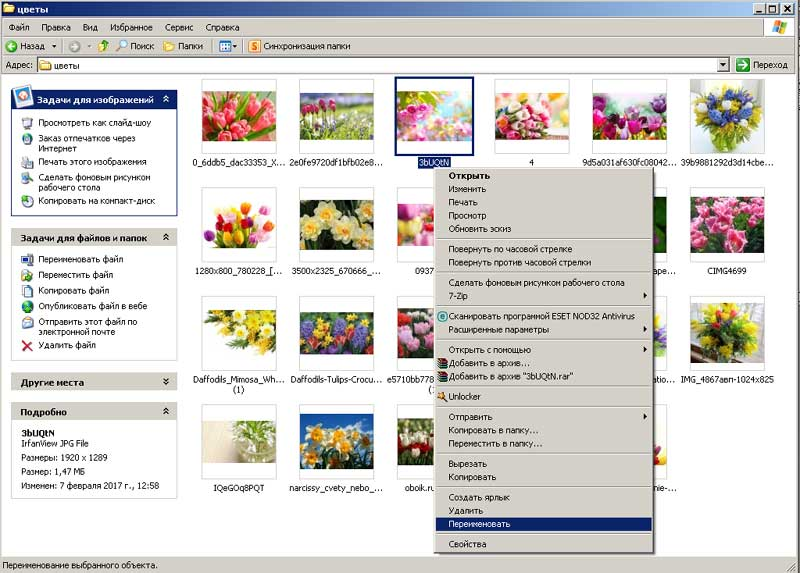 цветы
Файл Правка Вид Избранное Сервис Справка
Назад Поиск Папки Синхронизация папки
Адрес: цветы Переход
Задачи для изображений
Просмотреть как слайд-шоу
Заказ отпечатков через
Интернет
Печать этого изображения
Сделать фоновым рисунком
рабочего стола
Копировать на компакт-диск
Задачи для файлов и папок
Переименовать файл
Переместить файл
Копировать файл
Опубликовать файл в вебе
Отправить этот файл по
электронной почте
Удалить файл
Другие места
Подробно
3bUQtN
IrfanView JPG File
Размеры: 1920 x 1289
Размер: 1,47 МБ
Изменен: 7 февраля 2017 г., 12:58
0_6ddb5_dac33353_X... 2e0fe9720df1bfb02e8... 3bUQtN 4 9d5a031af630fc08042... 39b9881292d3d14cbe...
1280x800_780228_[... 3500x2325_670666_... 0937 CIMG4699
Daffodils_Mimosa_Wh... Daffodils-Tulips-Crocu... e5710bb778 IMG_4867авп-1024x825
(1) (1)
IQeGOq8PQT narcissy_cvety_nebo_... oboik.ru
Открыть
Изменить
Печать
Просмотр
Обновить эскиз
Повернуть по часовой стрелке
Повернуть против часовой стрелки
Сделать фоновым рисунком рабочего стола
7-Zip
Сканировать программой ESET NOD32 Antivirus
Расширенные параметры
Открыть с помощью
Добавить в архив...
Добавить в архив "3bUQtN.rar"
Unlocker
Отправить
Копировать в папку...
Переместить в папку...
Вырезать
Копировать
Создать ярлык
Удалить
Переименовать
Свойства
Переименование выбранного объекта.